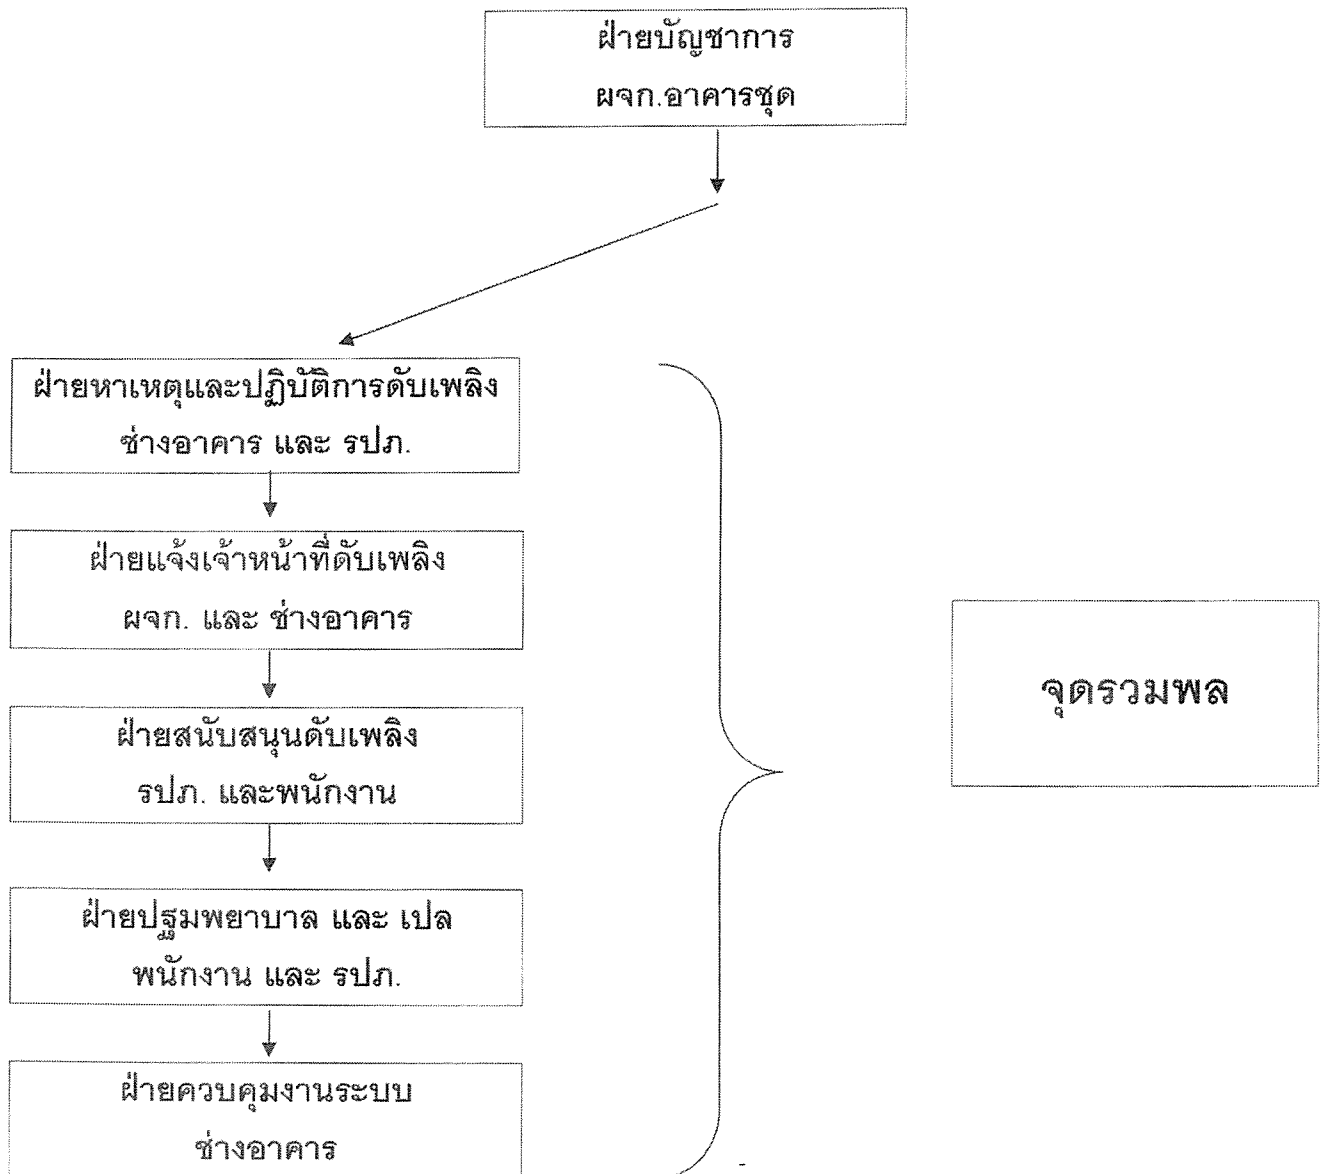 ฝ่ายบัญชาการ
ผจก.อาคารชุด
ฝ่ายหาเหตุและปฏิบัติการดับเพลิง
ช่างอาคาร และ รปภ.
ฝ่ายแจ้งเจ้าหน้าที่ดับเพลิง
ผจก. และ ช่างอาคาร
ฝ่ายสนับสนุนดับเพลิง
รปภ. และพนักงาน
ฝ่ายปฐมพยาบาล และ เปล
พนักงาน และ รปภ.
ฝ่ายควบคุมงานระบบ
ช่างอาคาร
จุดรวมพล